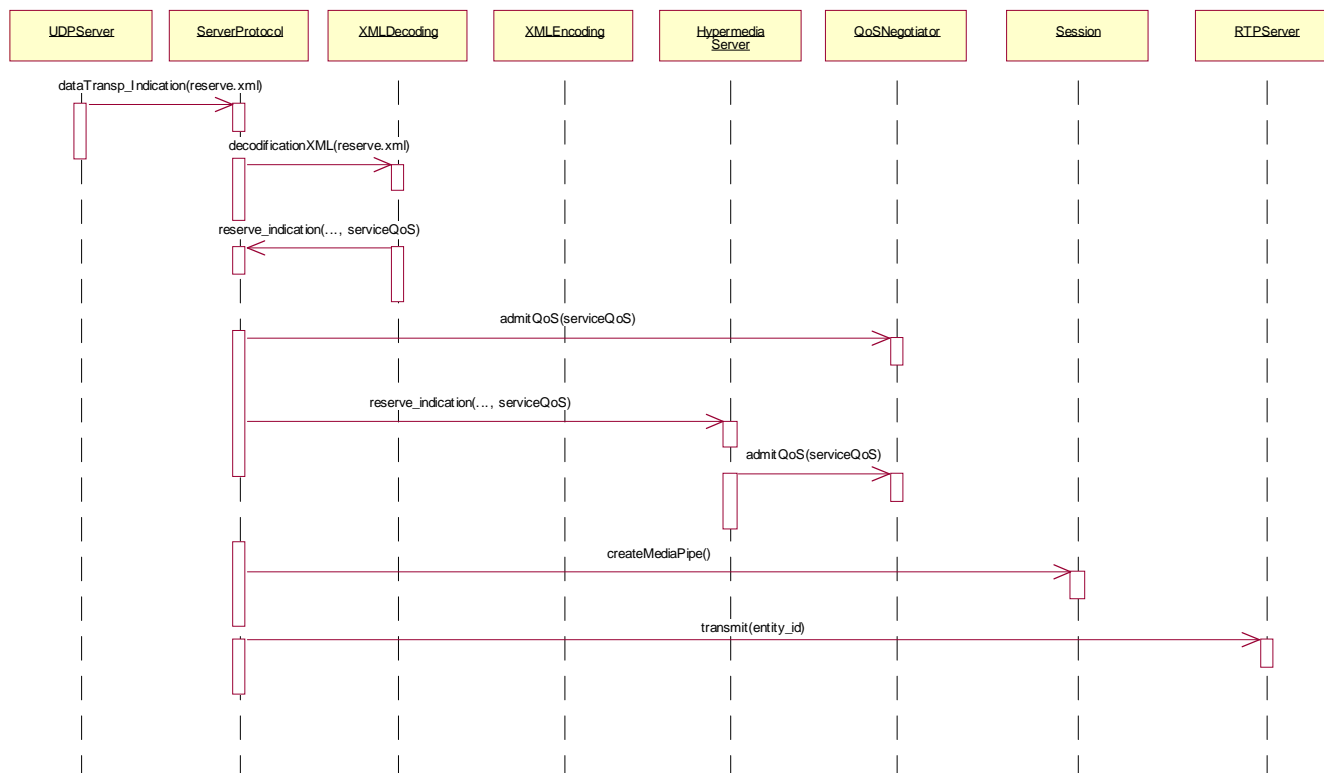 UDPServer
ServerProtocol
XMLDecoding
XMLEncoding
Hypermedia
Server
QoSNegotiator
Session
RTPServer
dataTransp_Indication(reserve.xml)
decodificationXML(reserve.xml)
reserve_indication(..., serviceQoS)
admitQoS(serviceQoS)
reserve_indication(..., serviceQoS)
admitQoS(serviceQoS)
createMediaPipe()
transmit(entity_id)